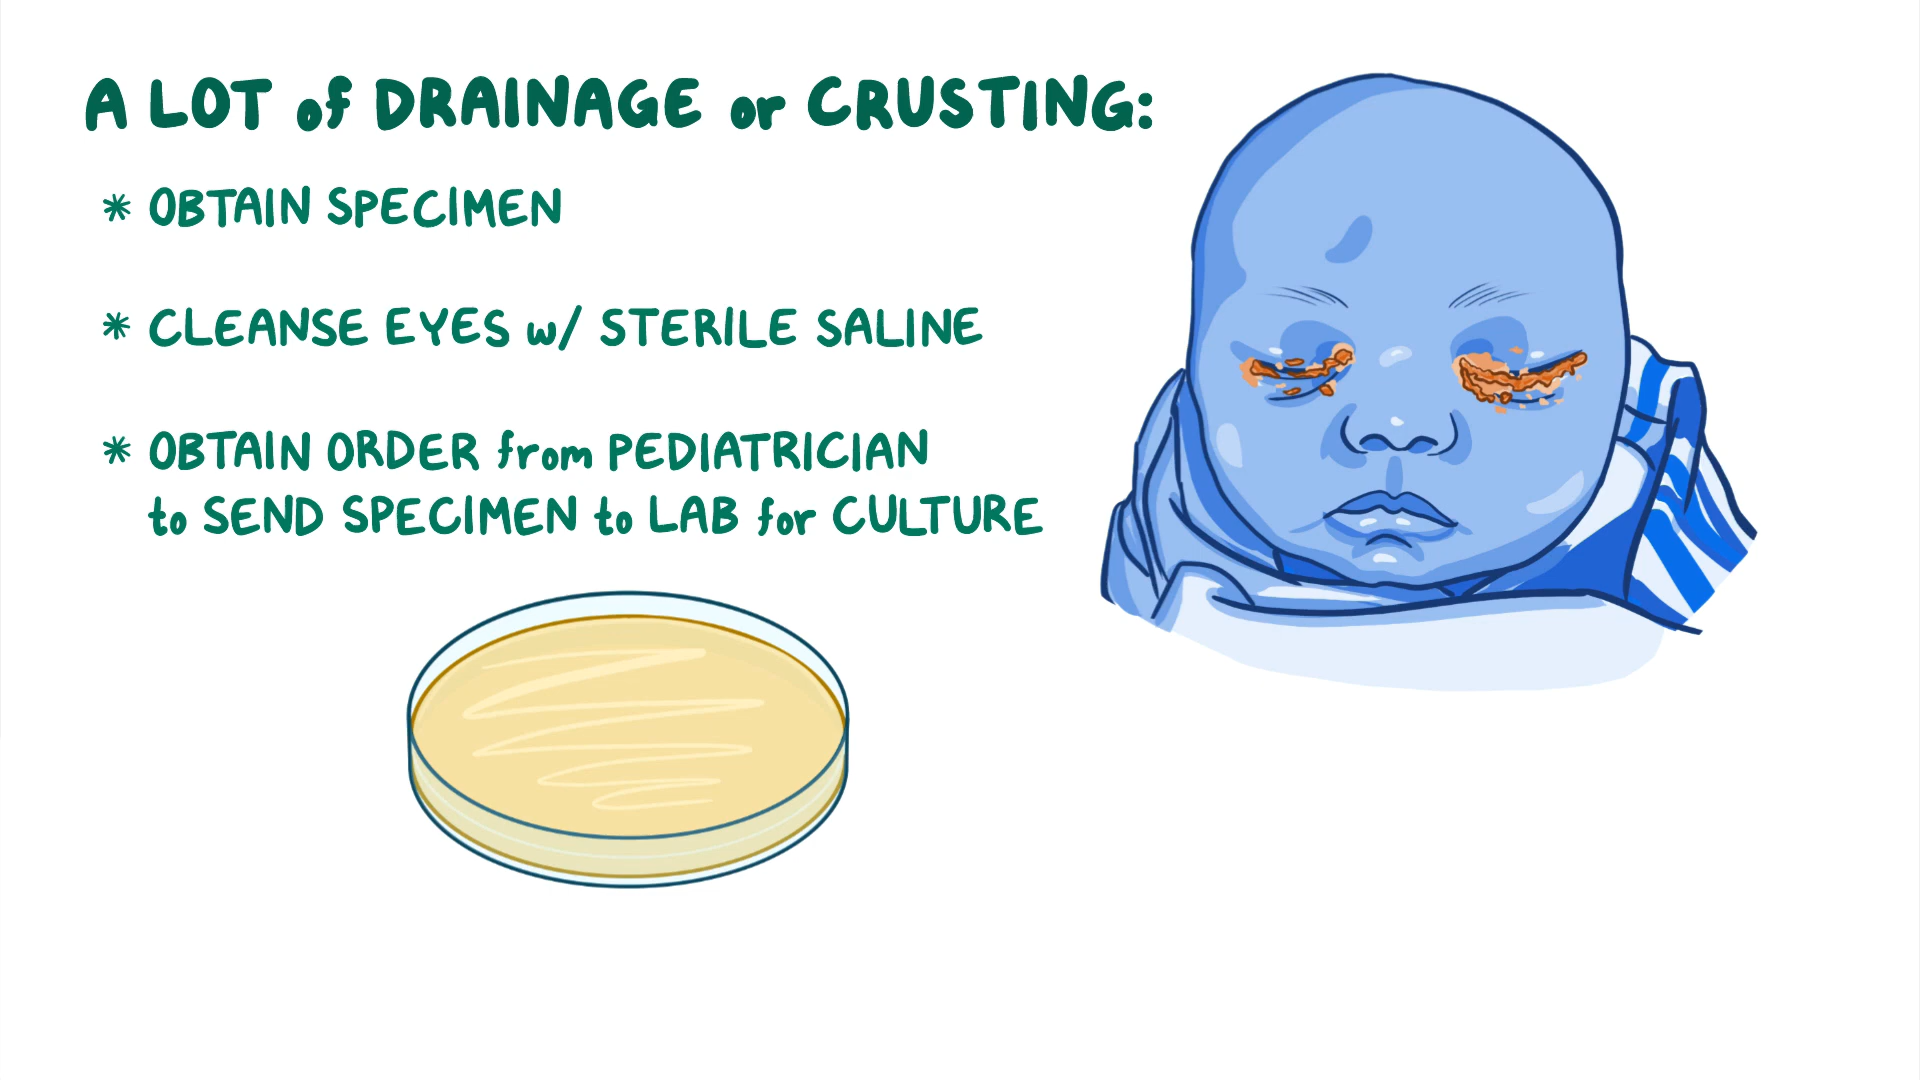 A LOT of DRAINAGE or CRUSTING:
* OBTAIN SPECIMEN
* CLEANSE EYES w/ STERILE SALINE
* OBTAIN ORDER from PEDIATRICIAN
to SEND SPECIMEN to LAB for CULTURE